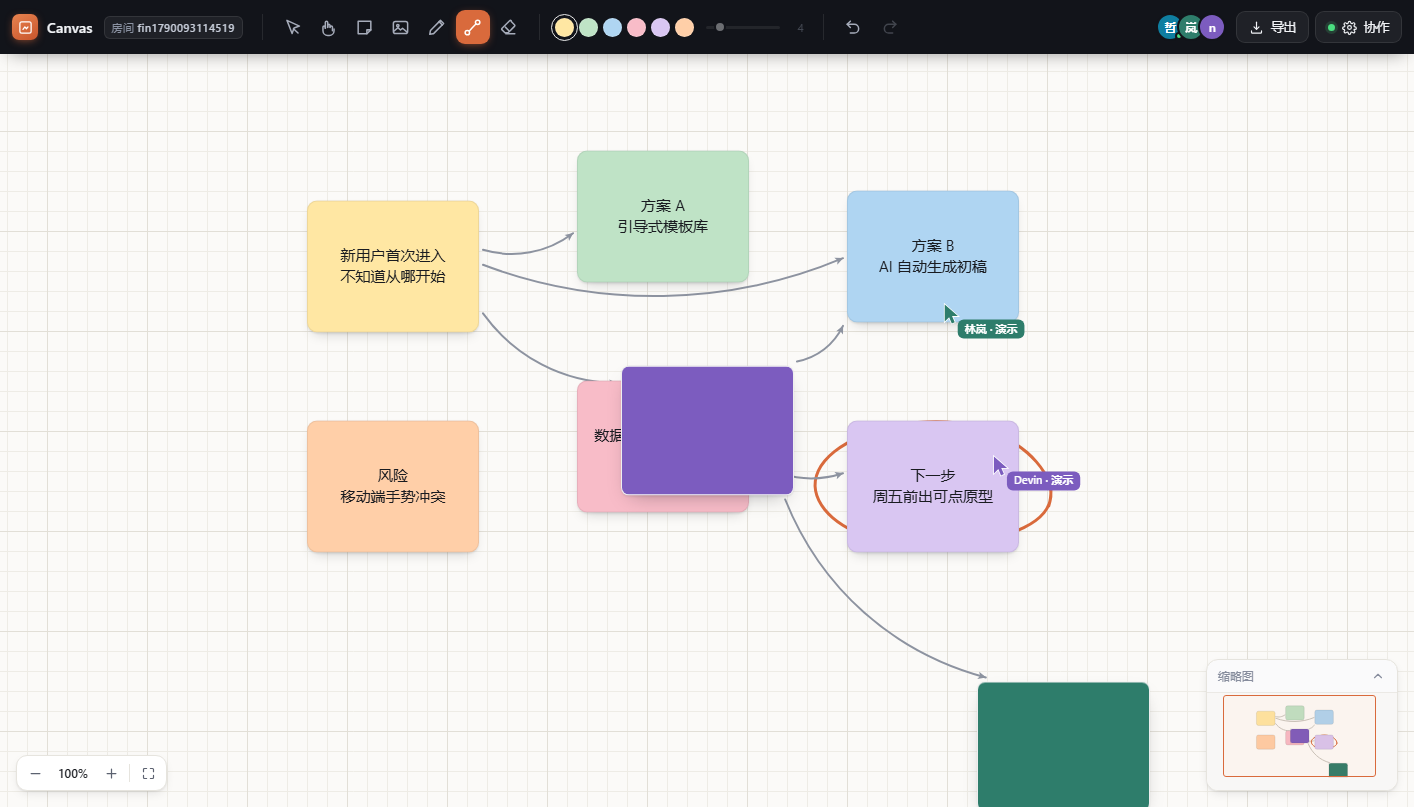 Canvas
房间 fin1790093114519
4
哲
岚
n
导出
协作
方案 A
引导式模板库
新用户首次进入
不知道从哪开始
方案 B
AI 自动生成初稿
林岚 · 演示
数据
风险
移动端手势冲突
下一步
周五前出可点原型
Devin · 演示
缩略图
100%